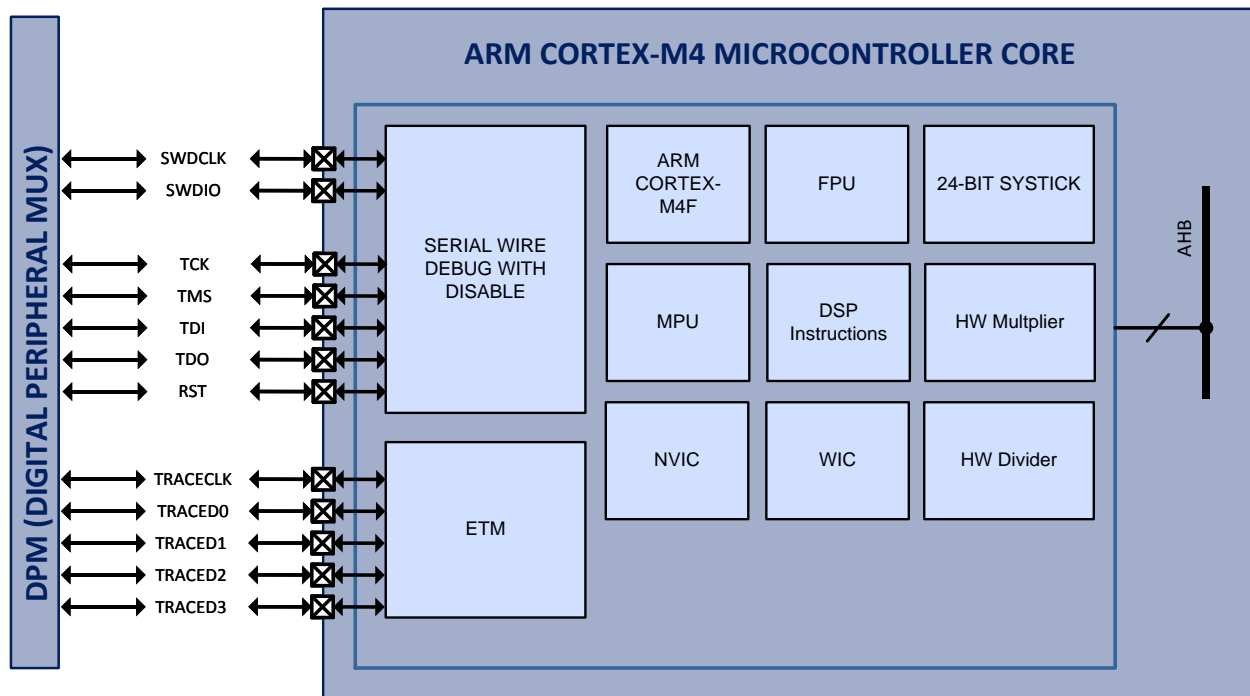 ARM CORTEX-M4 MICROCONTROLLER CORE
DPM (DIGITAL PERIPHERAL MUX)
SWDCLK
SWDIO
TCK
TMS
TDI
TDO
RST
TRACECLK
TRACED0
TRACED1
TRACED2
TRACED3
SERIAL WIRE
DEBUG WITH
DISABLE
ETM
ARM
CORTEX-
M4F
FPU
24-BIT SYSTICK
MPU
DSP
Instructions
HW Multplier
NVIC
WIC
HW Divider
AHB